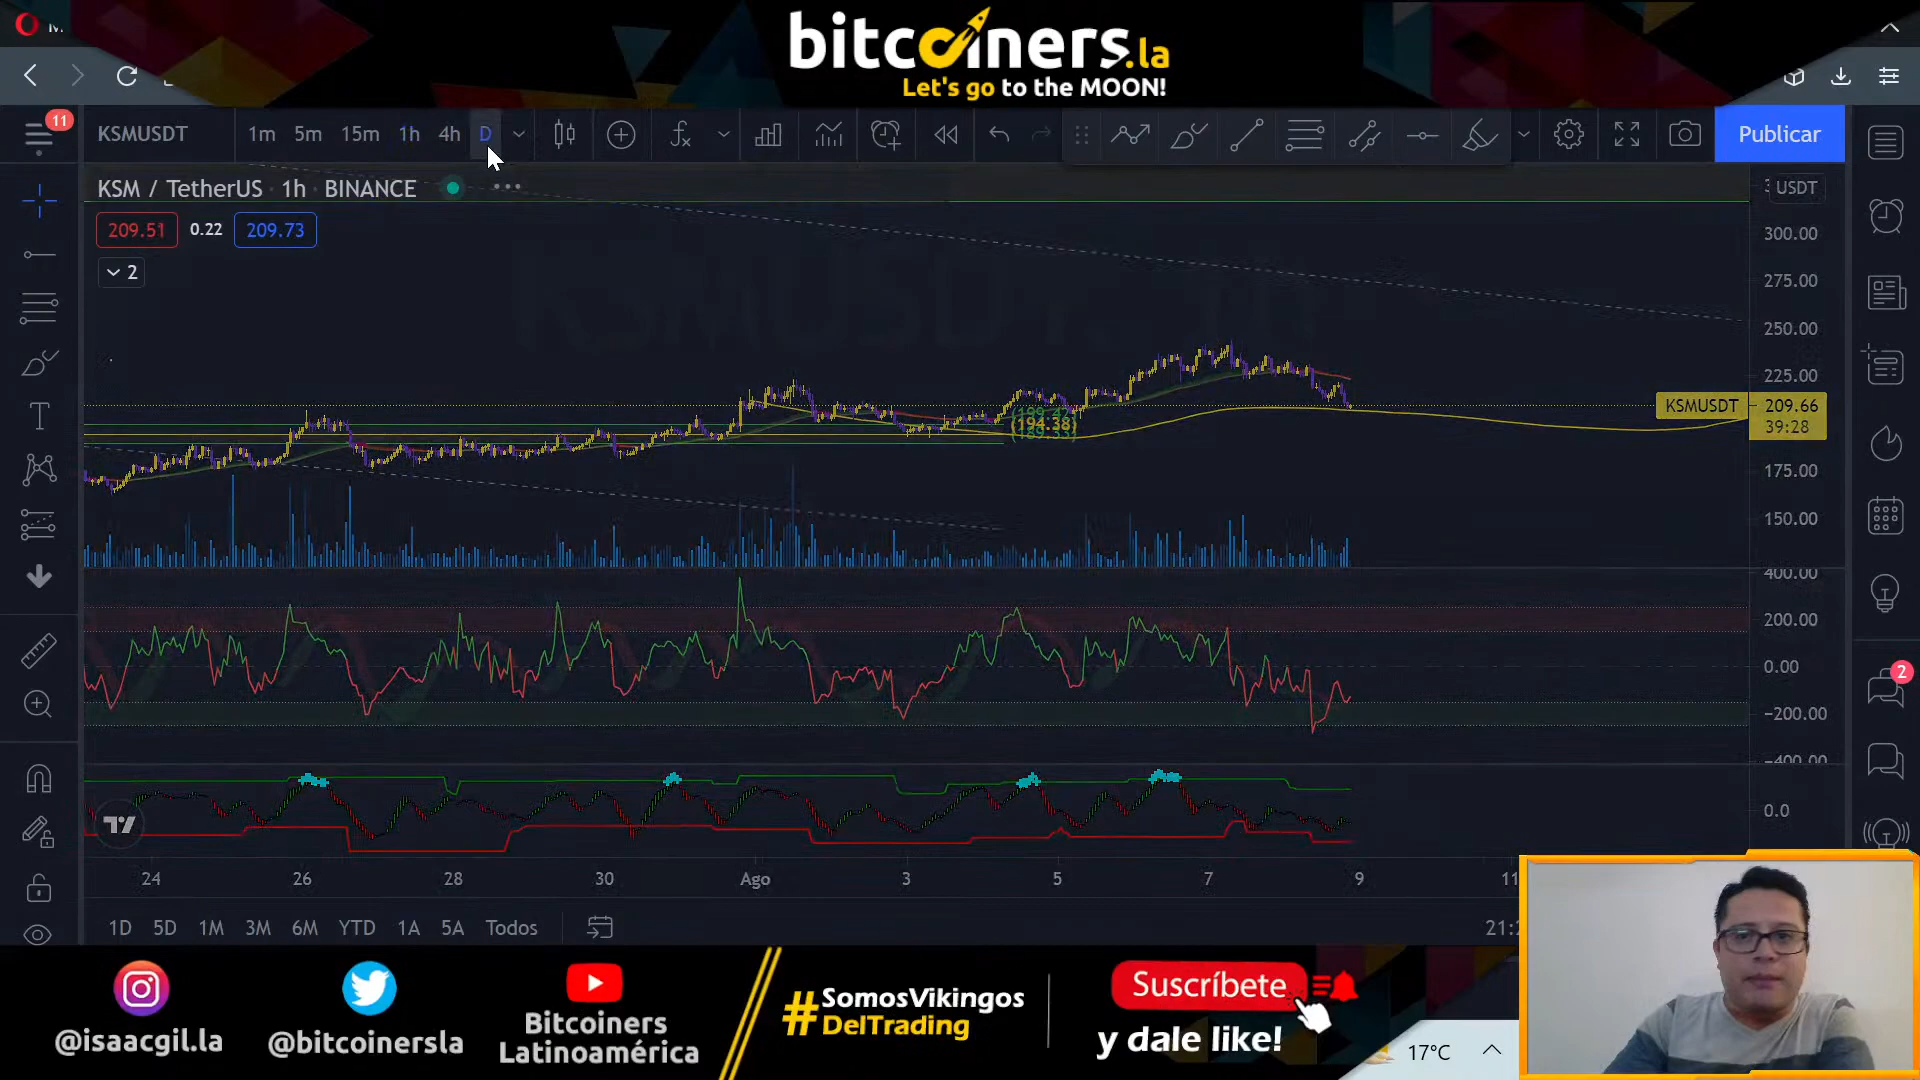 bitcoiners.la
Let's go to the MOON!
11
KSMUSDT
1m 5m 15m 1h 4h D
Publicar
KSM / TetherUS · 1h · BINANCE
USDT
209.51 0.22 209.73
2
300.00
275.00
250.00
225.00
KSMUSDT 209.66
39:28
(194.38)
175.00
150.00
400.00
200.00
0.00
−200.00
−400.00
0.0
2
24 26 28 30 Ago 3 5 7 9 11
1D 5D 1M 3M 6M YTD 1A 5A Todos
@isaacgil.la
@bitcoinersla
Bitcoiners
Latinoamérica
#SomosVikingos
DelTrading
Suscríbete
y dale like!
17°C